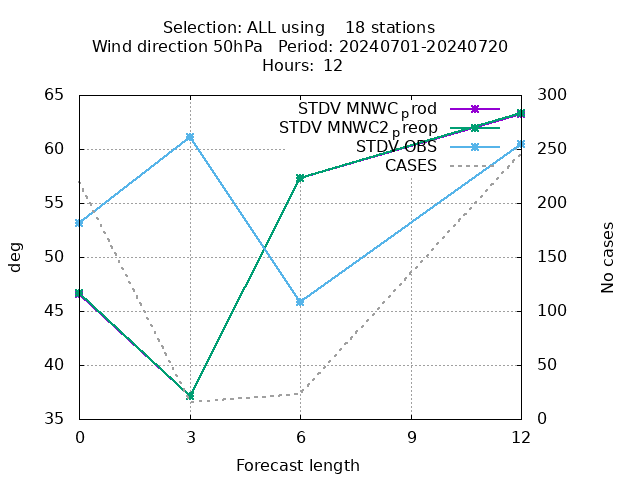 Selection: ALL using    18 stations
Wind direction 50hPa   Period: 20240701-20240720
Hours:  12
STDV MNWCprod
STDV MNWC2preop
STDV OBS
CASES
65
60
55
50
45
40
35
300
250
200
150
100
50
0
deg
No cases
0 3 6 9 12
Forecast length